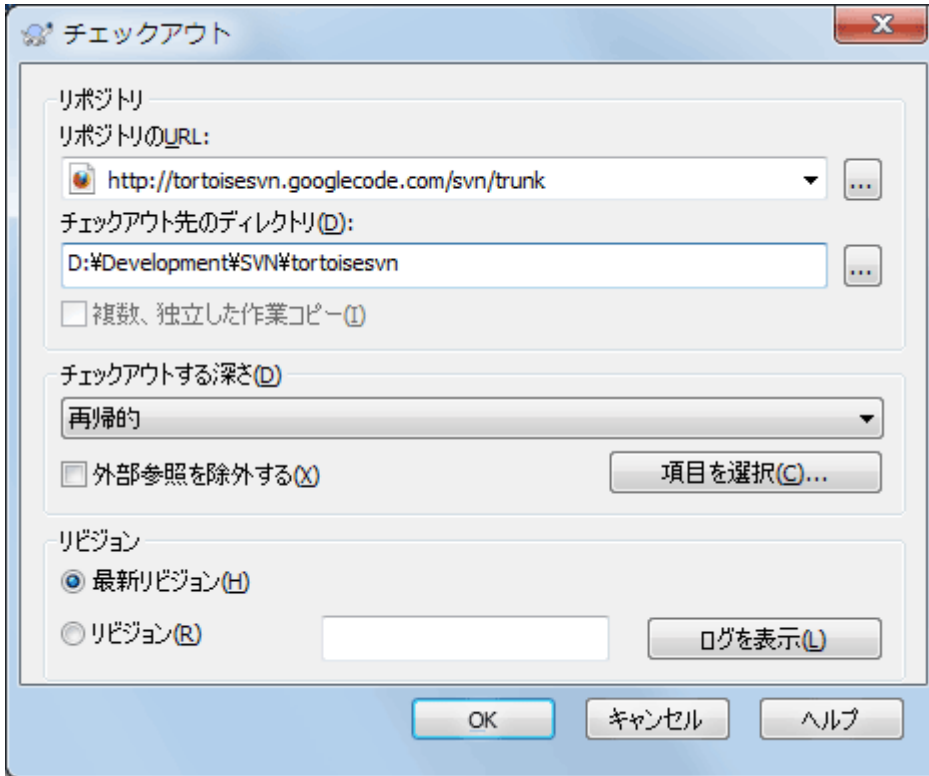 チェックアウト
リポジトリ
リポジトリのURL:
http://tortoisesvn.googlecode.com/svn/trunk
...
チェックアウト先のディレクトリ(D):
D:¥Development¥SVN¥tortoisesvn
...
複数、独立した作業コピー(I)
チェックアウトする深さ(D)
再帰的
外部参照を除外する(X)
項目を選択(C)...
リビジョン
最新リビジョン(H)
リビジョン(R)
ログを表示(L)
OK
キャンセル
ヘルプ